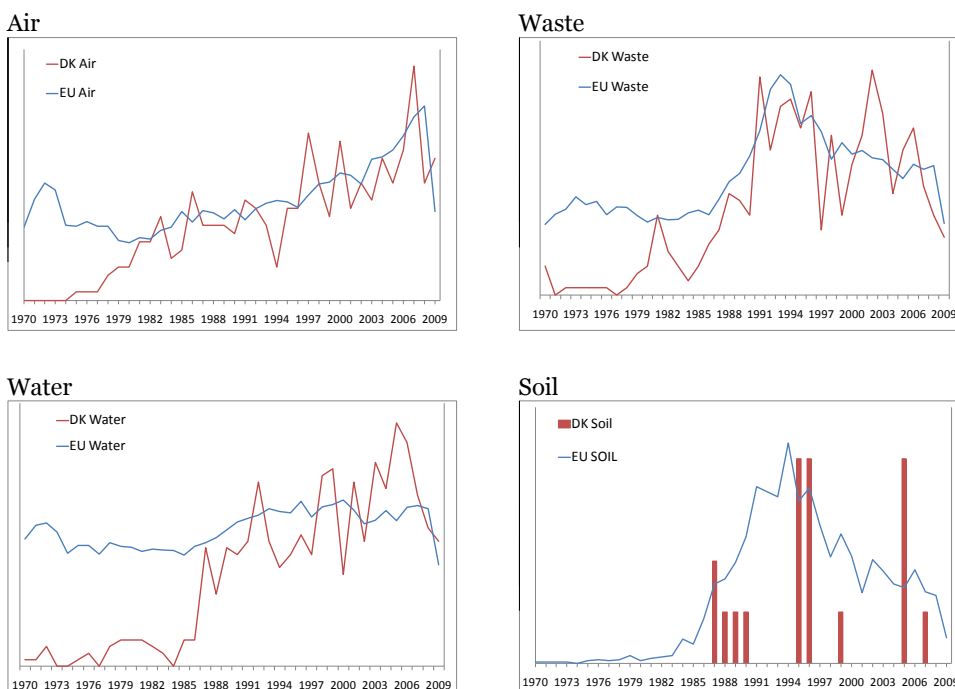 Air
DK Air
EU Air
1970 1973 1976 1979 1982 1985 1988 1991 1994 1997 2000 2003 2006 2009
Waste
DK Waste
EU Waste
1970 1973 1976 1979 1982 1985 1988 1991 1994 1997 2000 2003 2006 2009
Water
DK Water
EU Water
1970 1973 1976 1979 1982 1985 1988 1991 1994 1997 2000 2003 2006 2009
Soil
DK Soil
EU SOIL
1970 1973 1976 1979 1982 1985 1988 1991 1994 1997 2000 2003 2006 2009